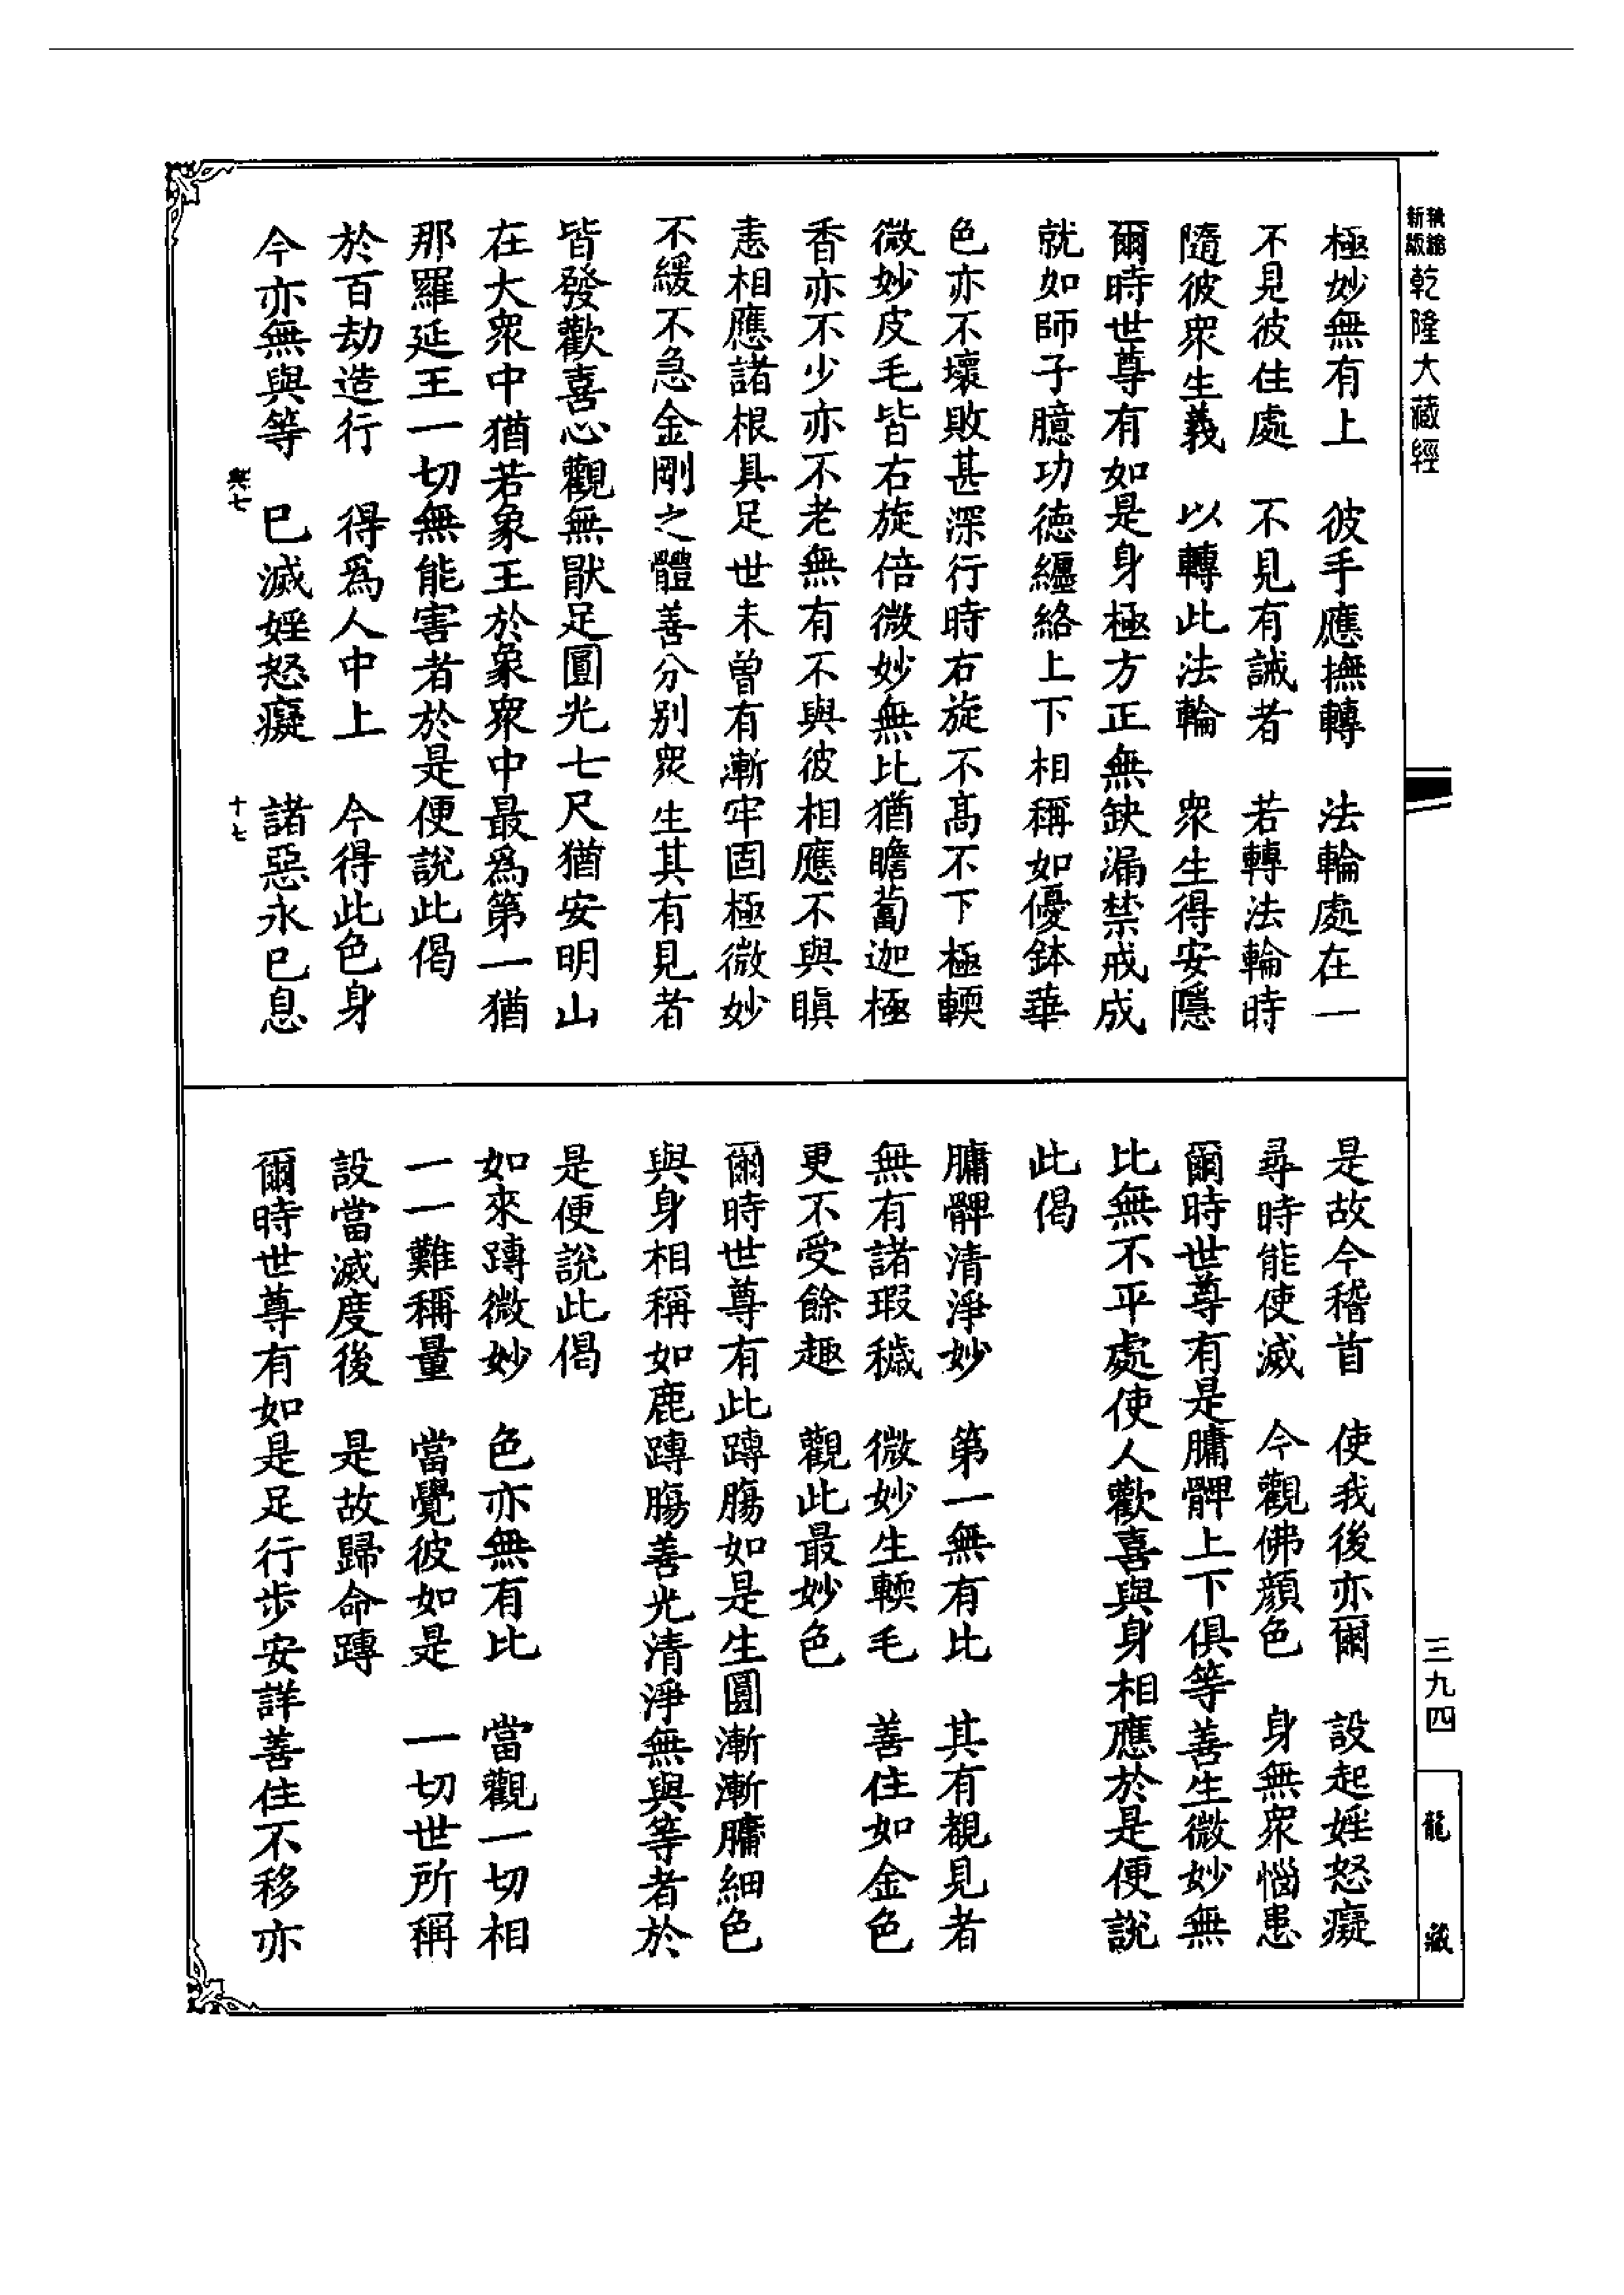 新版
乾隆大藏經
極妙無有上　彼手應撫轉　法輪處在一
不見彼住處　不見有誡者　若轉法輪時
隨彼衆生義　以轉此法輪　衆生得安隱
爾時世尊有如是身極方正無缺漏禁戒成
就如師子臆功德纏絡上下相稱如優鉢華
色亦不壞敗甚深行時右旋不高不下極輭
微妙皮毛皆右旋倍微妙無比猶瞻蔔迦極
香亦不少亦不老無有不與彼相應不與瞋
恚相應諸根具足世未曾有漸牢固極微妙
不緩不急金剛之體善分別衆生其有見者
皆發歡喜心觀無猒足圓光七尺猶安明山
在大衆中猶若象王於象衆中最爲第一猶
那羅延王一切無能害者於是便說此偈
於百劫造行　得爲人中上　今得此色身
今亦無與等　巳滅婬怒癡　諸惡永巳息
與七　十七
是故今稽首　使我後亦爾　設起婬怒癡
尋時能使滅　今觀佛顏色　身無衆惱患
爾時世尊有是𦟛髀上下俱等善生微妙無
比無不平處使人歡喜與身相應於是便說
此偈
𦟛髀清淨妙　第一無有比　其有覩見者
無有諸瑕穢　微妙生輭毛　善住如金色
更不受餘趣　觀此最妙色
爾時世尊有此䏝腸如是生圓漸漸𦟛細色
與身相稱如鹿䏝腸善光清淨無與等者於
是便說此偈
如來䏝微妙　色亦無有比　當觀一切相
一一難稱量　當覺彼如是　一切世所稱
設當滅度後　是故歸命䏝
爾時世尊有如是足行步安詳善住不移亦
三九四
龍藏